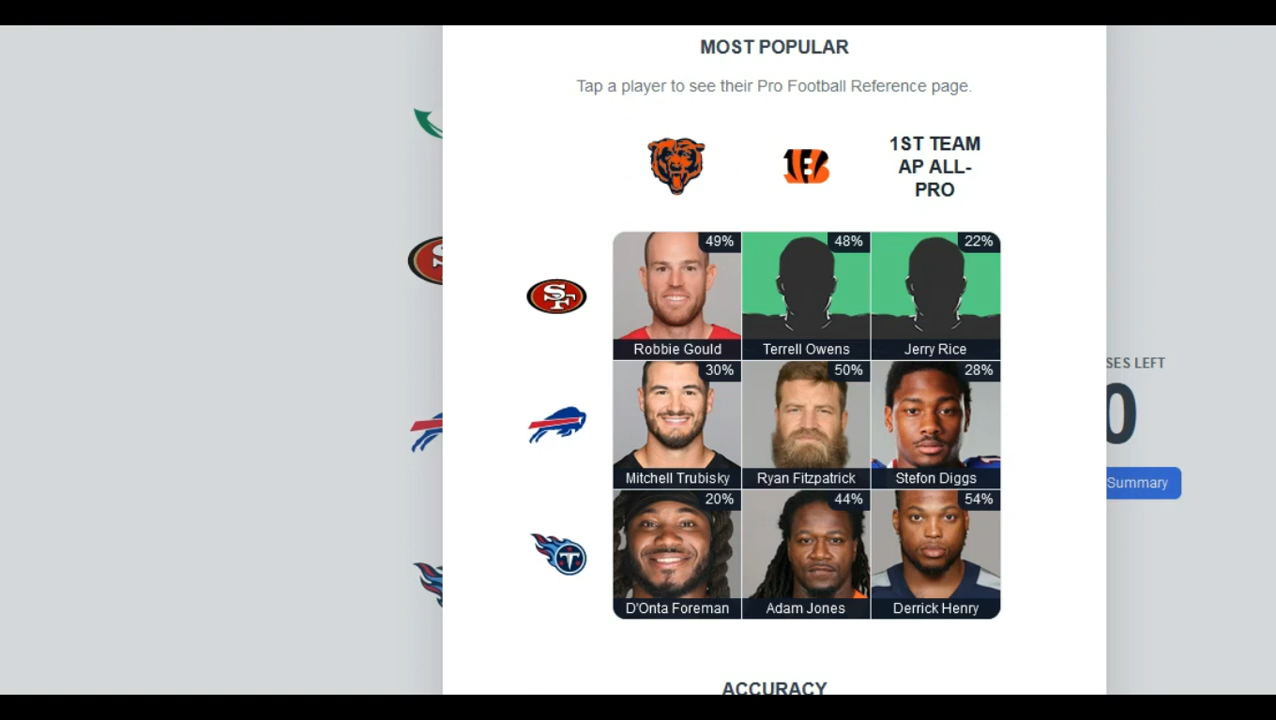 MOST POPULAR
Tap a player to see their Pro Football Reference page.
1ST TEAM
AP ALL-
PRO
49%
48%
22%
Robbie Gould
Terrell Owens
Jerry Rice
30%
50%
28%
Mitchell Trubisky
Ryan Fitzpatrick
Stefon Diggs
20%
44%
54%
D'Onta Foreman
Adam Jones
Derrick Henry
SES LEFT
0
Summary
ACCURACY